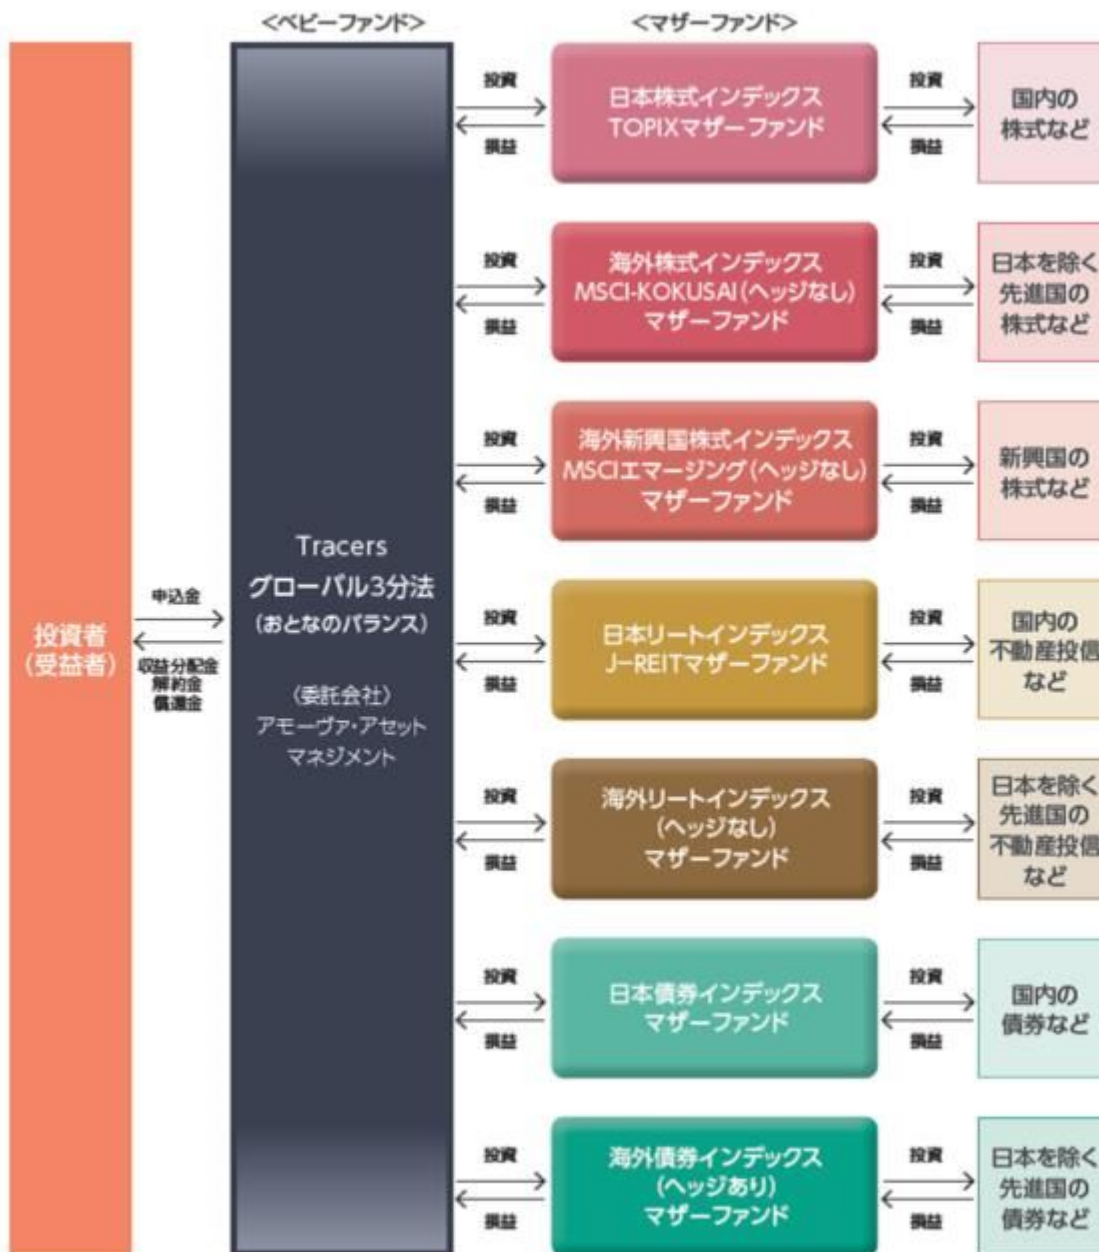 <ベビーファンド>
<マザーファンド>
投資者
(受益者)
申込金
収益分配金
解約金
償還金
Tracers
グローバル3分法
(おとなのバランス)
〈委託会社〉
アモーヴァ・アセット
マネジメント
投資
損益
日本株式インデックス
TOPIXマザーファンド
投資
損益
国内の
株式など
投資
損益
海外株式インデックス
MSCI-KOKUSAI(ヘッジなし)
マザーファンド
投資
損益
日本を除く
先進国の
株式など
投資
損益
海外新興国株式インデックス
MSCIエマージング(ヘッジなし)
マザーファンド
投資
損益
新興国の
株式など
投資
損益
日本リートインデックス
J-REITマザーファンド
投資
損益
国内の
不動産投信
など
投資
損益
海外リートインデックス
(ヘッジなし)
マザーファンド
投資
損益
日本を除く
先進国の
不動産投信
など
投資
損益
日本債券インデックス
マザーファンド
投資
損益
国内の
債券など
投資
損益
海外債券インデックス
(ヘッジあり)
マザーファンド
投資
損益
日本を除く
先進国の
債券など